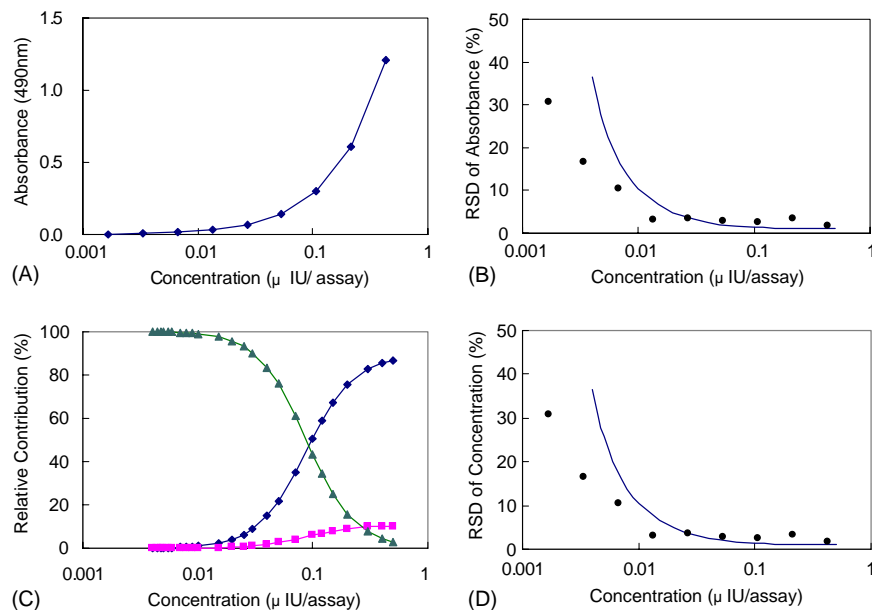 1.5
1.0
0.5
0.0
Absorbance (490nm)
0.001 0.01 0.1 1
Concentration (μ IU/ assay)
(A)
50
40
30
20
10
0
RSD of Absorbance (%)
0.001 0.01 0.1 1
Concentration (μ IU/assay)
(B)
100
80
60
40
20
0
Relative Contribution (%)
0.001 0.01 0.1 1
Concentration (μ IU/assay)
(C)
50
40
30
20
10
0
RSD of Concentration (%)
0.001 0.01 0.1 1
Concentration (μ IU/assay)
(D)